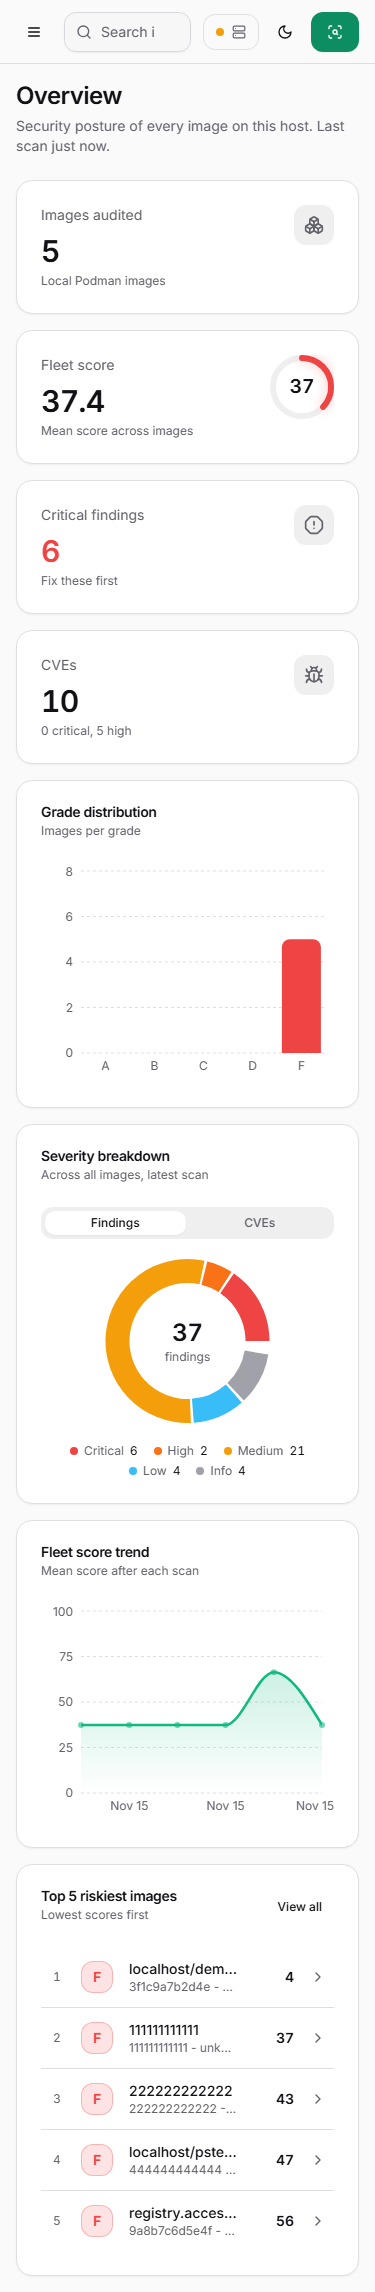 Search i
Overview
Security posture of every image on this host. Last
scan just now.
Images audited
5
Local Podman images
Fleet score
37.4
Mean score across images
37
Critical findings
6
Fix these first
CVEs
10
0 critical, 5 high
Grade distribution
Images per grade
8
6
4
2
0
A B C D F
Severity breakdown
Across all images, latest scan
Findings CVEs
37
findings
Critical 6 High 2 Medium 21
Low 4 Info 4
Fleet score trend
Mean score after each scan
100
75
50
25
0
Nov 15 Nov 15 Nov 15
Top 5 riskiest images
Lowest scores first
View all
1 F localhost/dem... 4
3f1c9a7b2d4e - ...
2 F 111111111111 37
111111111111 - unk...
3 F 222222222222 43
222222222222 -...
4 F localhost/pste... 47
444444444444 ...
5 F registry.acces... 56
9a8b7c6d5e4f - ...